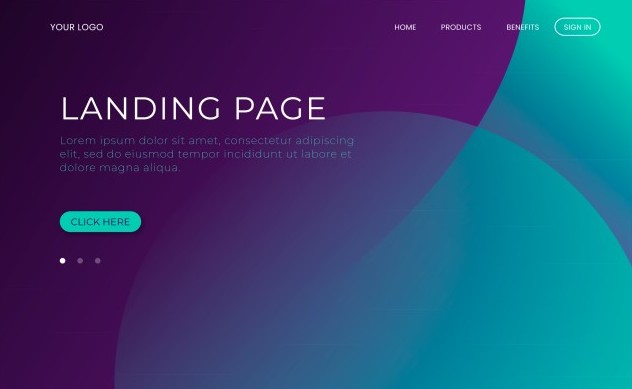 YOUR LOGO
HOME PRODUCTS BENEFITS SIGN IN
LANDING PAGE
Lorem ipsum dolor sit amet, consectetur adipiscing
elit, sed do eiusmod tempor incididunt ut labore et
dolore magna aliqua.
CLICK HERE